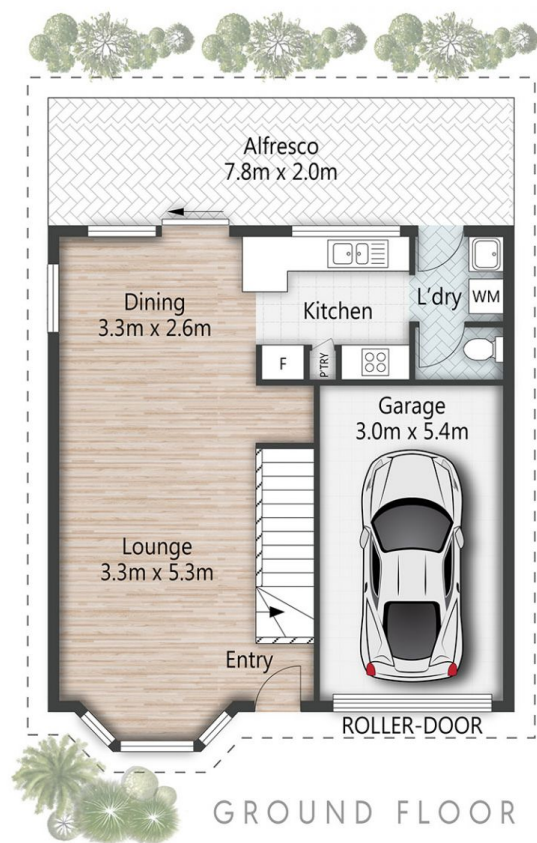 Alfresco
7.8m x 2.0m
Dining
3.3m x 2.6m
Kitchen
L'dry
WM
F
P'TRY
Garage
3.0m x 5.4m
Lounge
3.3m x 5.3m
Entry
ROLLER-DOOR
GROUND FLOOR